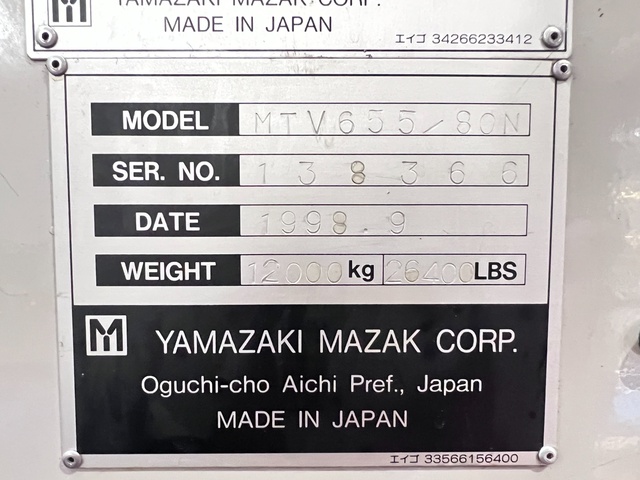 YAMAZAKI MAZAK CORP.
MADE IN JAPAN
エイゴ 34266233412
MODEL MTV655/80N
SER. NO. 138366
DATE 1998.9
WEIGHT 12000 kg 26400 LBS
M YAMAZAKI MAZAK CORP.
Oguchi-cho Aichi Pref., Japan
MADE IN JAPAN
エイゴ 33566156400